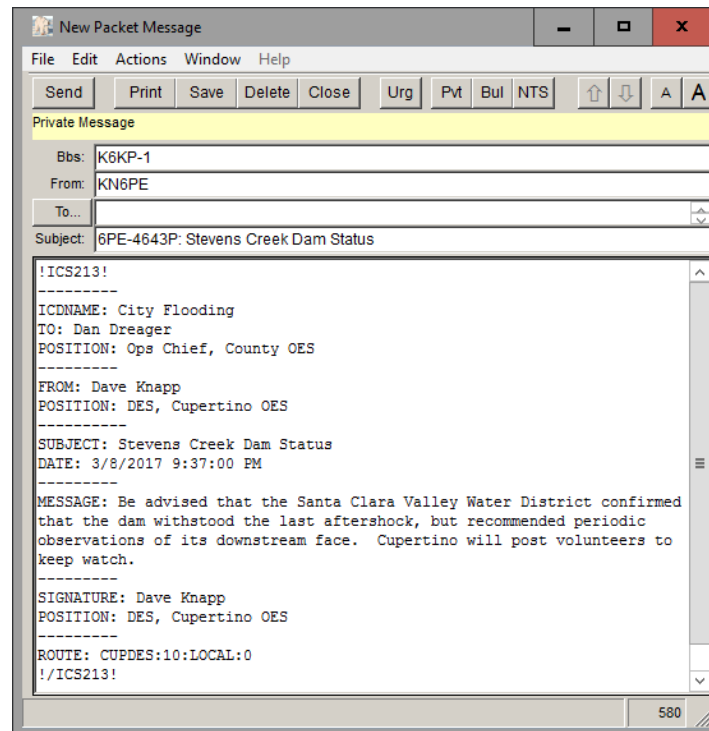 New Packet Message
File Edit Actions Window Help
Send Print Save Delete Close Urg Pvt Bul NTS A A
Private Message
Bbs: K6KP-1
From: KN6PE
To...
Subject: 6PE-4643P: Stevens Creek Dam Status
!ICS213!
---------
ICDNAME: City Flooding
TO: Dan Dreager
POSITION: Ops Chief, County OES
---------
FROM: Dave Knapp
POSITION: DES, Cupertino OES
----------
SUBJECT: Stevens Creek Dam Status
DATE: 3/8/2017 9:37:00 PM
---------
MESSAGE: Be advised that the Santa Clara Valley Water District confirmed
that the dam withstood the last aftershock, but recommended periodic
observations of its downstream face.  Cupertino will post volunteers to
keep watch.
---------
SIGNATURE: Dave Knapp
POSITION: DES, Cupertino OES
---------
ROUTE: CUPDES:10:LOCAL:0
!/ICS213!
580